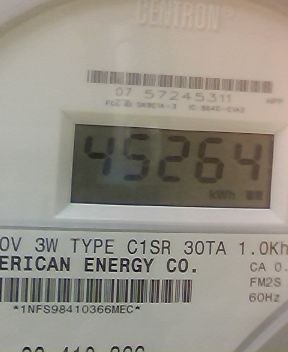 CENTRON®
07 57245311
45264
kWh
0V 3W TYPE C1SR 30TA 1.0Kh
ERICAN ENERGY CO.
CA 0.
FM2S
*1NFS98410366MEC*
60Hz